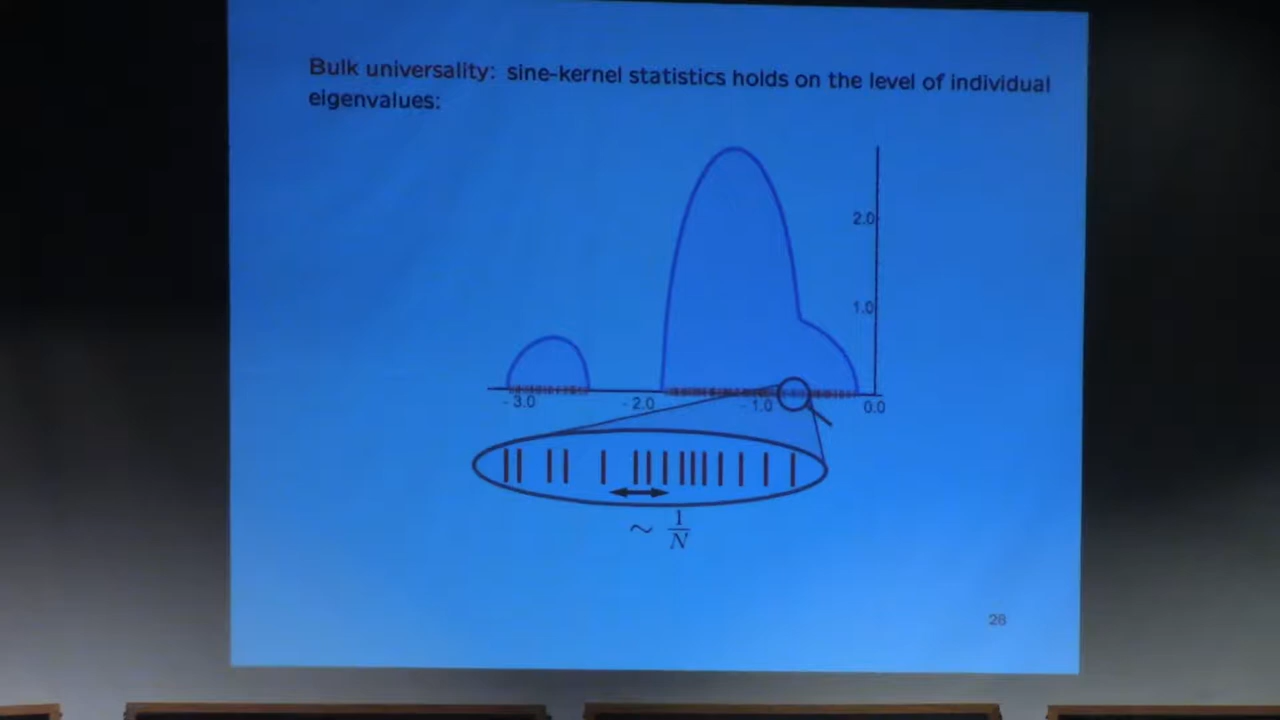 Bulk universality: sine-kernel statistics holds on the level of individual
eigenvalues:
2.0
1.0
- 3.0
- 2.0
- 1.0
0.0
~ 1/N
28